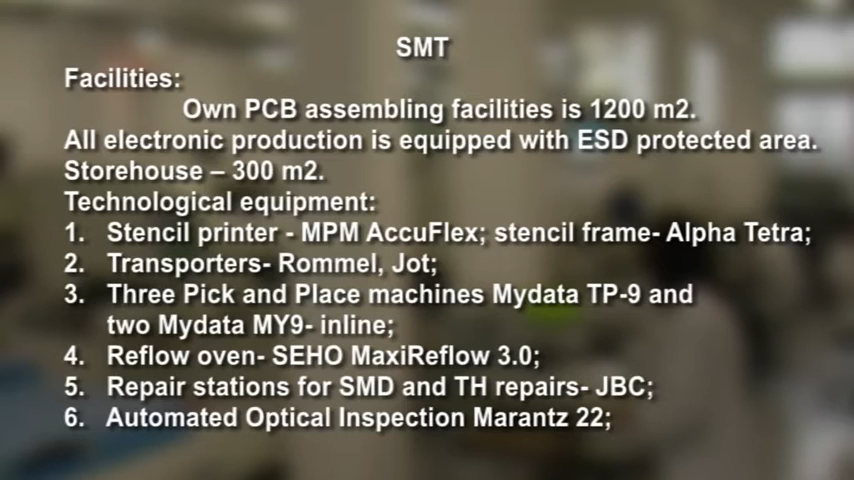 SMT
Facilities:
Own PCB assembling facilities is 1200 m2.
All electronic production is equipped with ESD protected area.
Storehouse – 300 m2.
Technological equipment:
1. Stencil printer - MPM AccuFlex; stencil frame- Alpha Tetra;
2. Transporters- Rommel, Jot;
3. Three Pick and Place machines Mydata TP-9 and
two Mydata MY9- inline;
4. Reflow oven- SEHO MaxiReflow 3.0;
5. Repair stations for SMD and TH repairs- JBC;
6. Automated Optical Inspection Marantz 22;